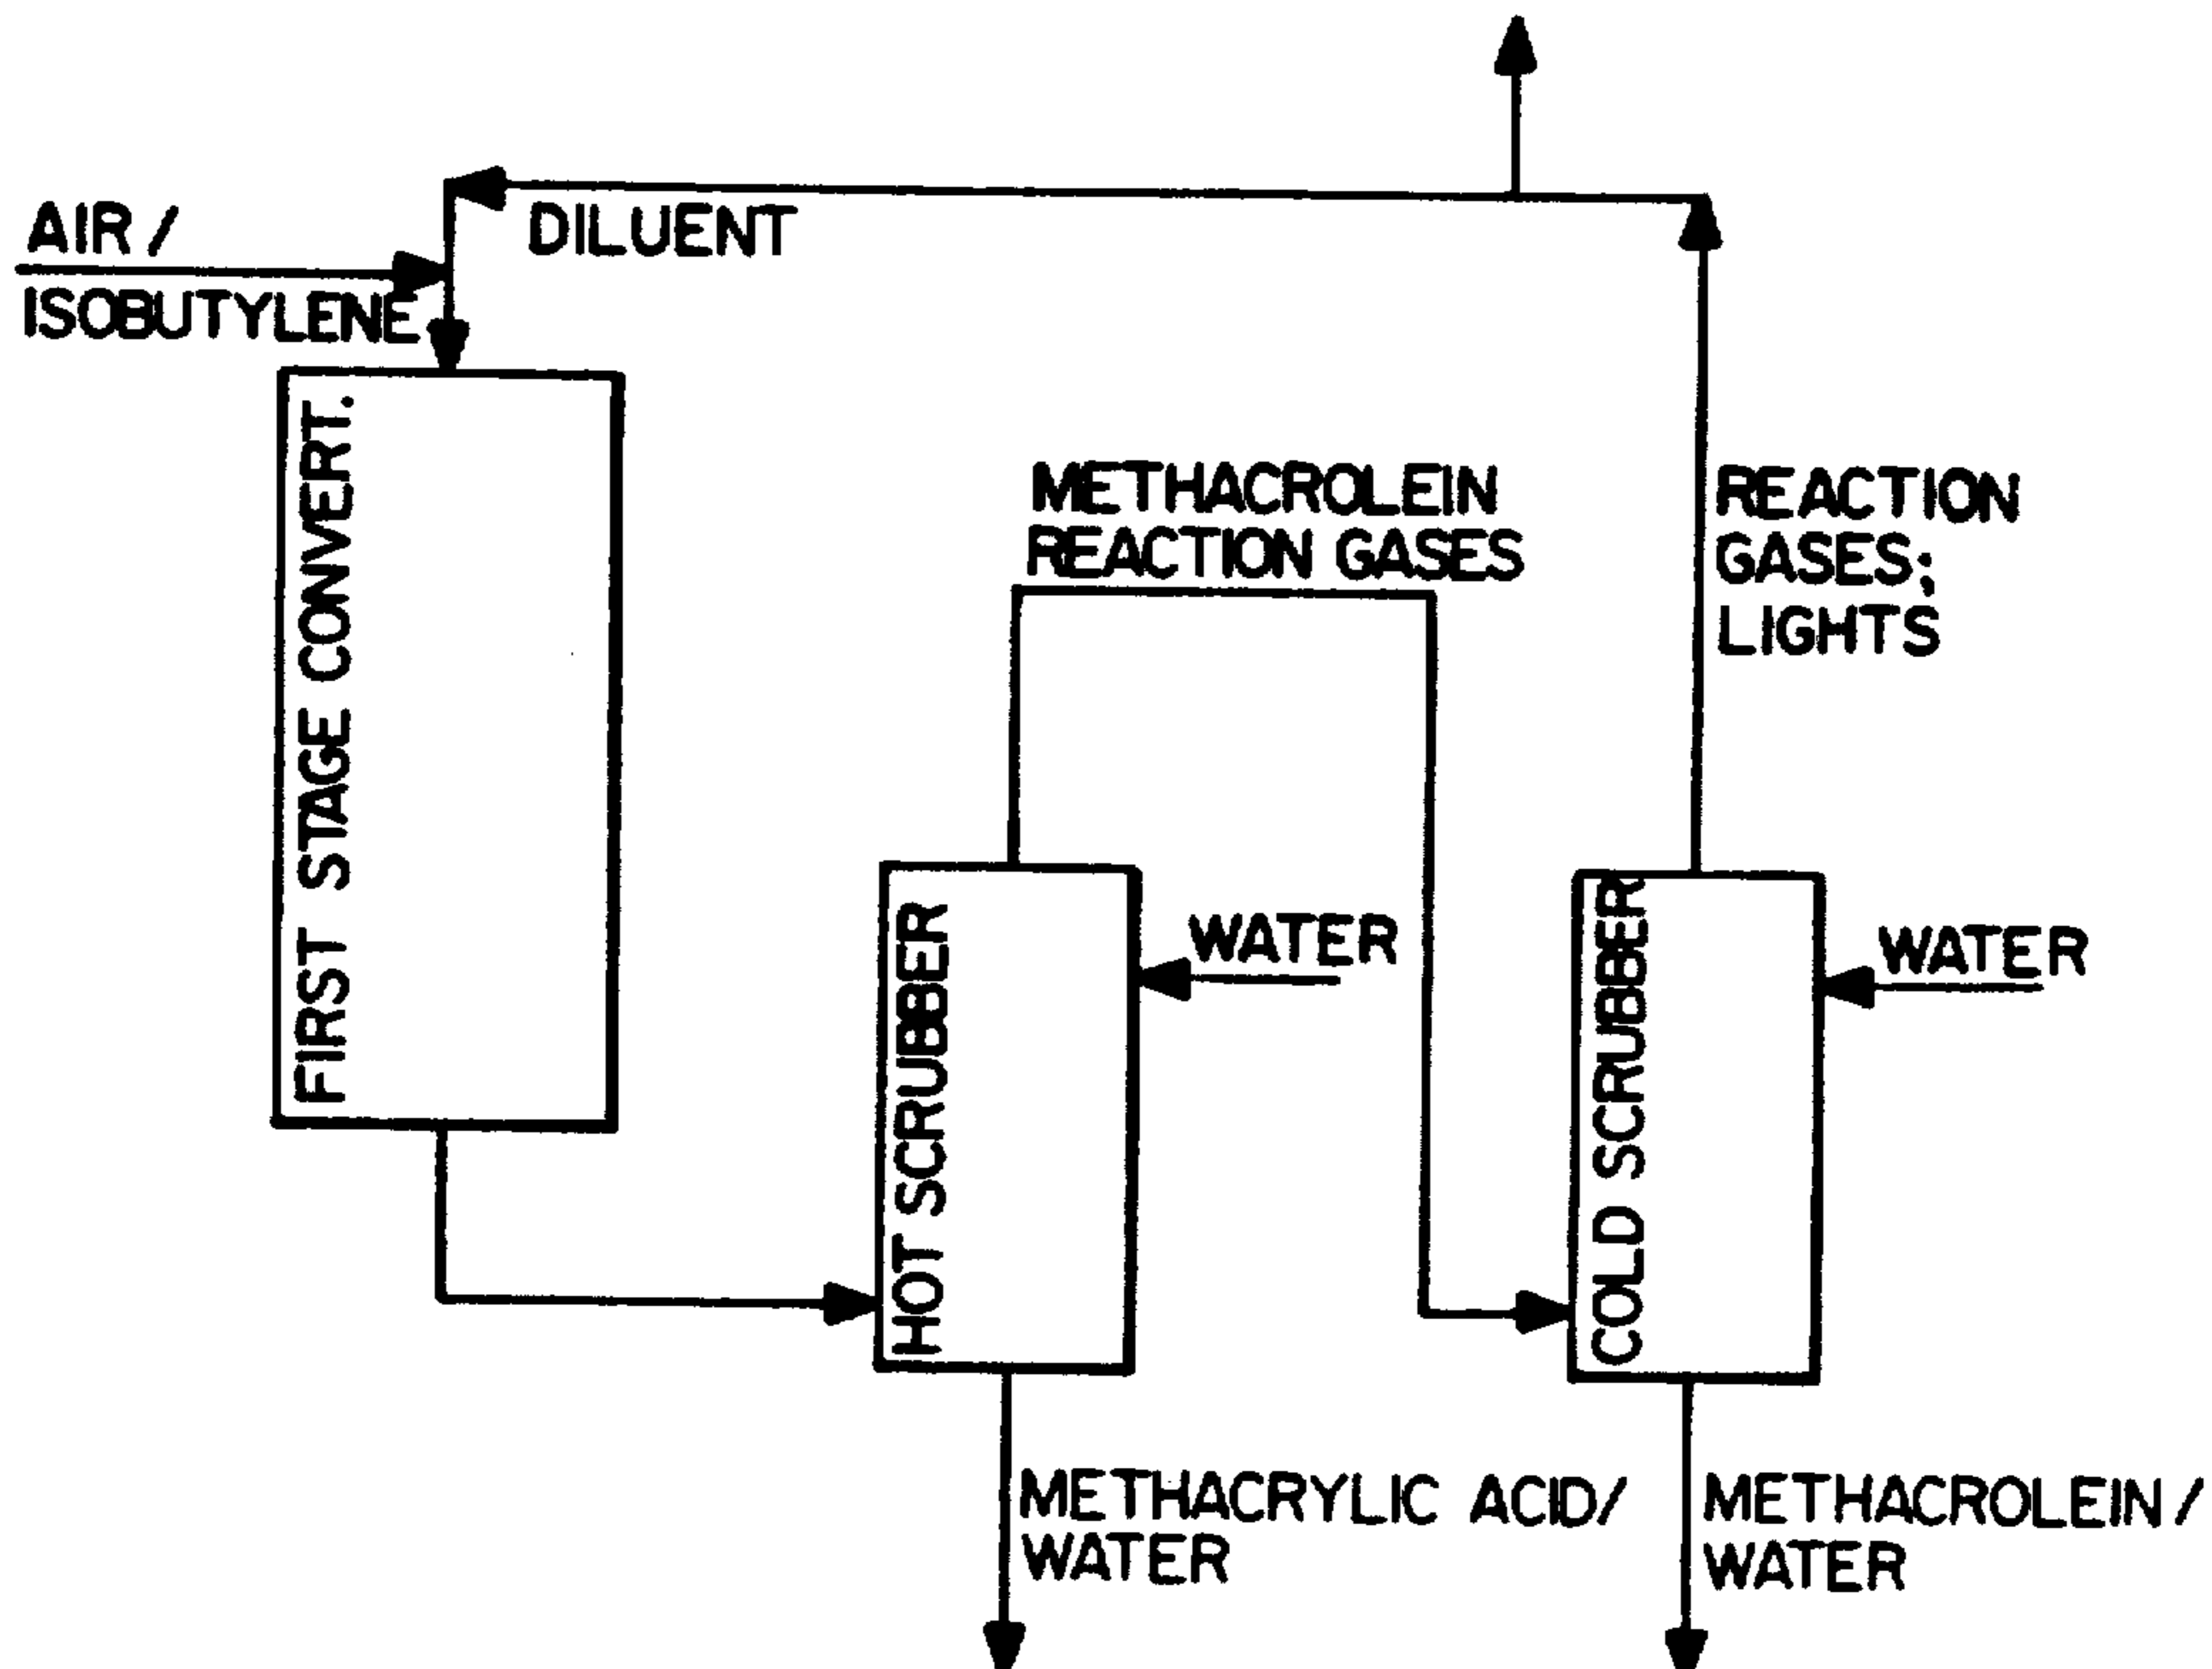 AIR /
ISOBUTYLENE
DILUENT
FIRST STAGE CONVERT.
METHACROLEIN
REACTION GASES
REACTION
GASES;
LIGHTS
HOT SCRUBBER
WATER
COLD SCRUBBER
WATER
METHACRYLIC ACID/
WATER
METHACROLEIN /
WATER